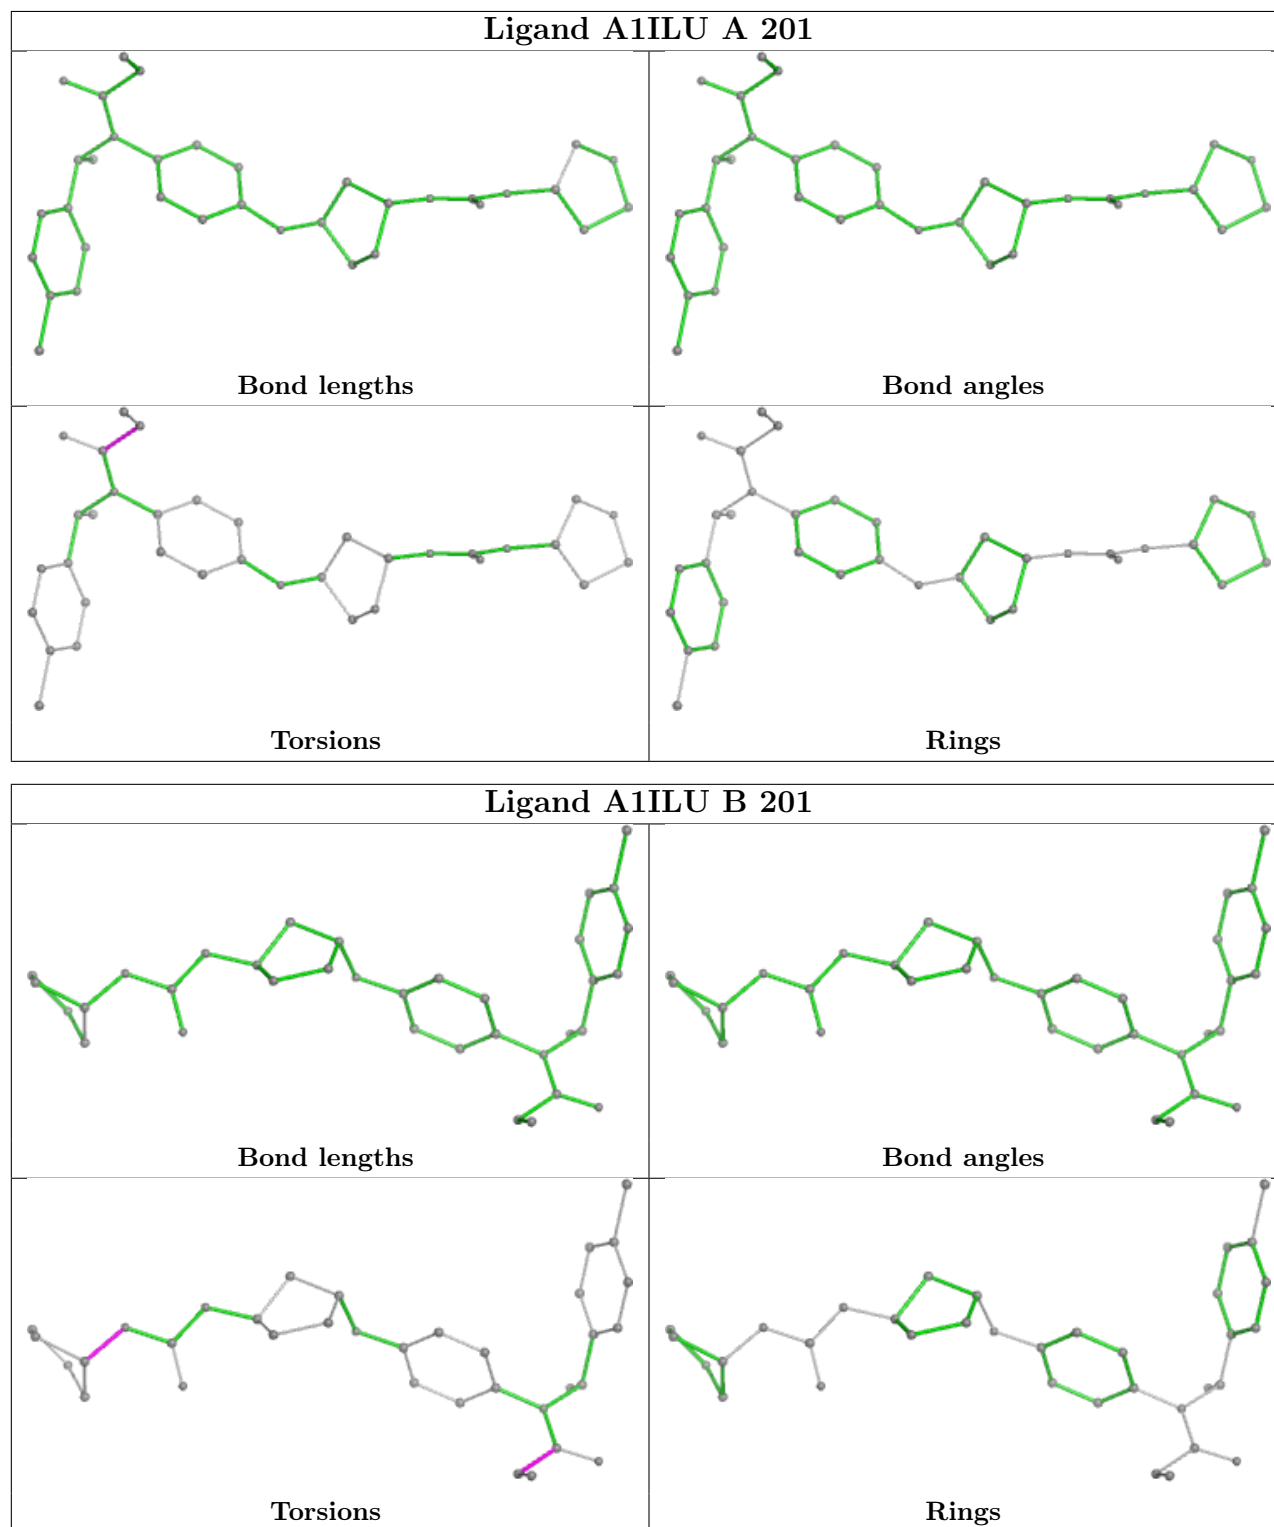 Ligand A1ILU A 201
Bond lengths
Bond angles
Torsions
Rings
Ligand A1ILU B 201
Bond lengths
Bond angles
Torsions
Rings